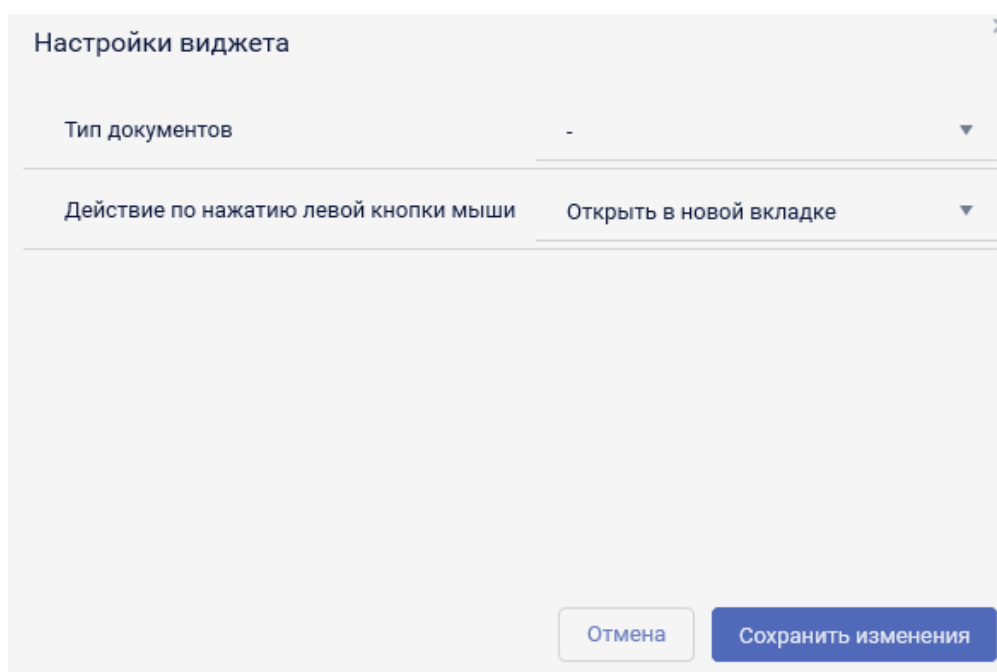 Настройки виджета
Тип документов -
Действие по нажатию левой кнопки мыши Открыть в новой вкладке
Отмена Сохранить изменения